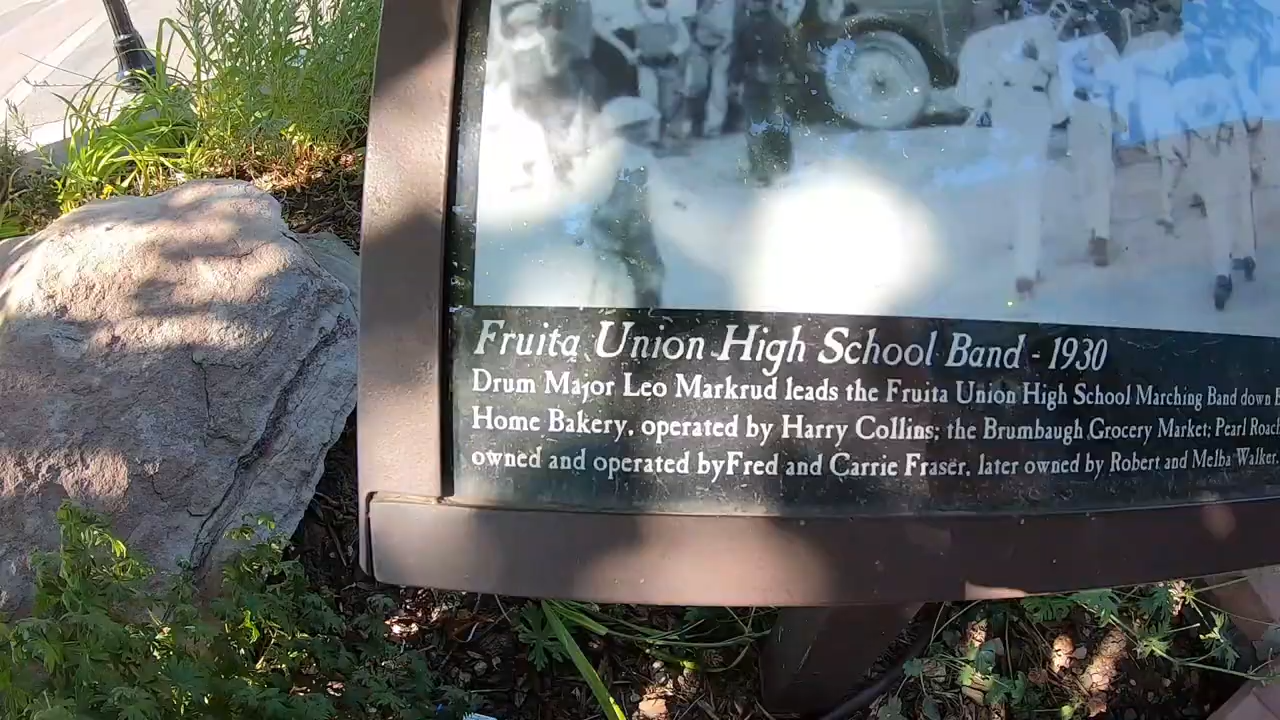 Fruita Union High School Band - 1930
Drum Major Leo Markrud leads the Fruita Union High School Marching Band down
Home Bakery, operated by Harry Collins; the Brumbaugh Grocery Market; Pearl Roach
owned and operated byFred and Carrie Fraser, later owned by Robert and Melba Walker.